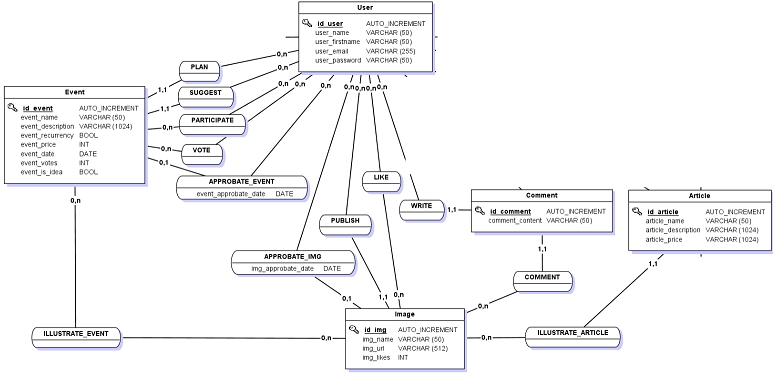 User
id_user AUTO_INCREMENT
user_name VARCHAR (50)
user_firstname VARCHAR (50)
user_email VARCHAR (255)
user_password VARCHAR (50)
0,n
PLAN
1,1
0,n
SUGGEST
1,1
0,n
PARTICIPATE
0,n
0,n
VOTE
0,n
0,n
APPROBATE_EVENT
event_approbate_date DATE
0,1
Event
id_event AUTO_INCREMENT
event_name VARCHAR (50)
event_description VARCHAR (1024)
event_recurrency BOOL
event_price INT
event_date DATE
event_votes INT
event_is_idea BOOL
0,n
0,n
0,n
0,n
0,n
LIKE
WRITE
1,1
PUBLISH
APPROBATE_IMG
img_approbate_date DATE
0,1
1,1
0,n
Comment
id_comment AUTO_INCREMENT
comment_content VARCHAR (50)
1,1
COMMENT
0,n
Article
id_article AUTO_INCREMENT
article_name VARCHAR (50)
article_description VARCHAR (1024)
article_price VARCHAR (1024)
1,1
ILLUSTRATE_EVENT
0,n
Image
id_img AUTO_INCREMENT
img_name VARCHAR (50)
img_url VARCHAR (512)
img_likes INT
0,n
ILLUSTRATE_ARTICLE